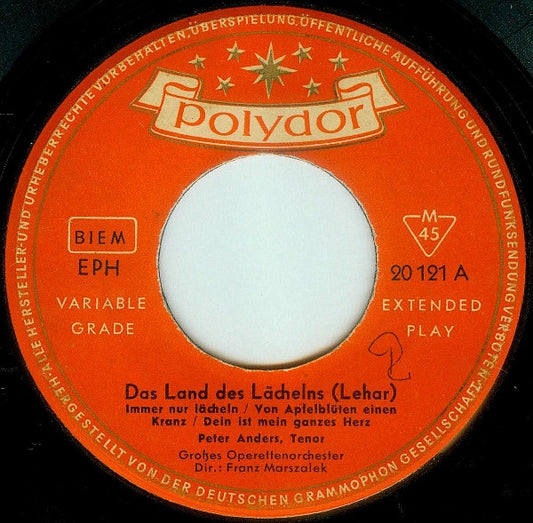 ALLE HERSTELLER- UND URHEBERRECHTE VORBEHALTEN, ÜBERSPIELUNG, ÖFFENTLICHE AUFFÜHRUNG UND RUNDFUNKSENDUNG VERBOTEN
polydor
BIEM
EPH
M
45
20 121 A
VARIABLE
GRADE
EXTENDED
PLAY
Das Land des Lächelns (Lehar)
Immer nur lächeln / Von Apfelblüten einen
Kranz / Dein ist mein ganzes Herz
Peter Anders, Tenor
Großes Operettenorchester
Dir.: Franz Marszalek
HERGESTELLT VON DER DEUTSCHEN GRAMMOPHON GESELLSCHAFT